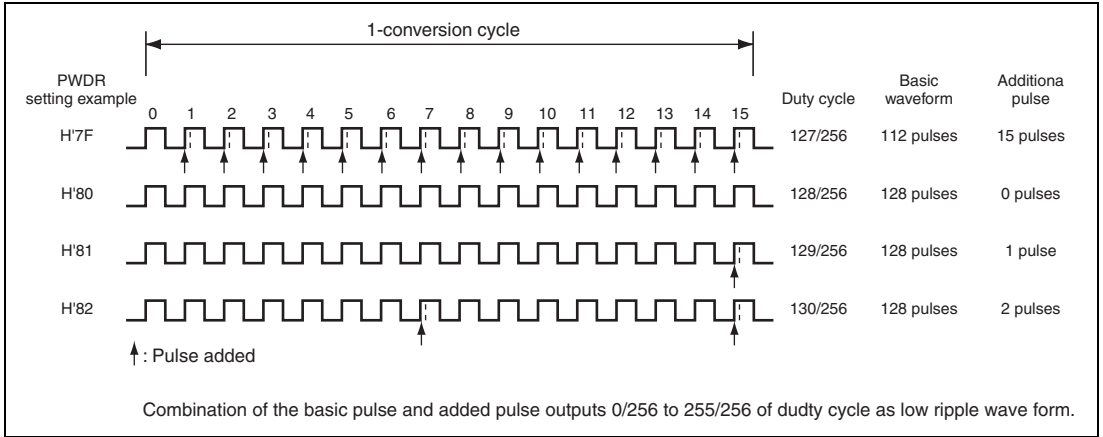 1-conversion cycle
PWDR
setting example
Duty cycle
Basic
waveform
Additiona
pulse
0 1 2 3 4 5 6 7 8 9 10 11 12 13 14 15
H'7F 127/256 112 pulses 15 pulses
H'80 128/256 128 pulses 0 pulses
H'81 129/256 128 pulses 1 pulse
H'82 130/256 128 pulses 2 pulses
: Pulse added
Combination of the basic pulse and added pulse outputs 0/256 to 255/256 of dudty cycle as low ripple wave form.